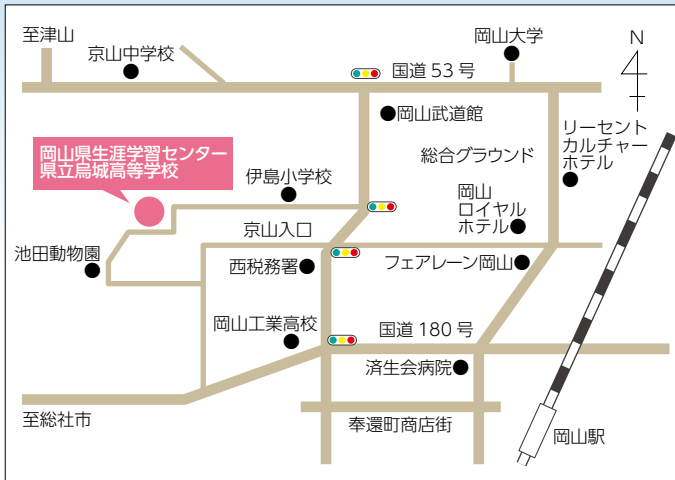 至津山
京山中学校
岡山大学
国道 53 号
N
岡山武道館
リーセント
カルチャー
ホテル
総合グラウンド
岡山県生涯学習センター
県立烏城高等学校
伊島小学校
岡山
ロイヤル
ホテル
京山入口
池田動物園
西税務署
フェアレーン岡山
岡山工業高校
国道 180 号
済生会病院
至総社市
奉還町商店街
岡山駅